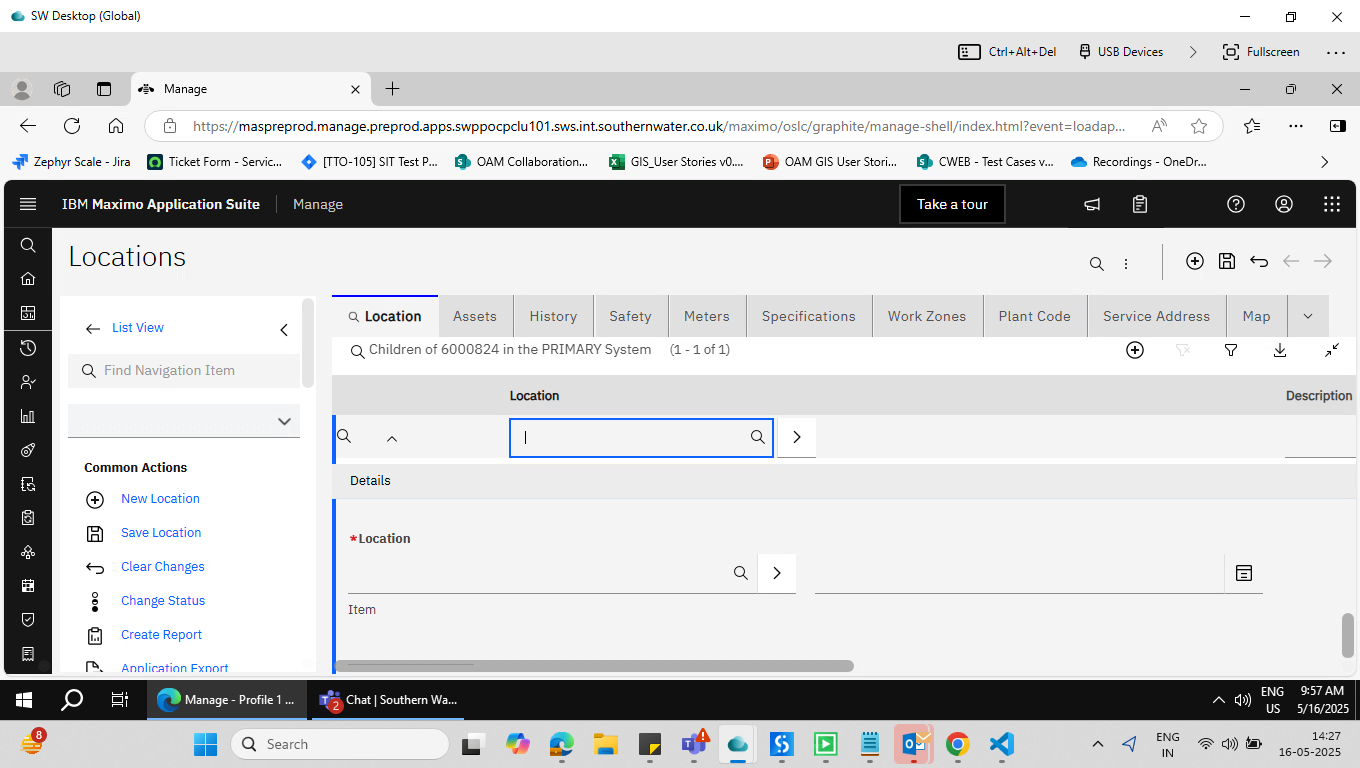 SW Desktop (Global)
Ctrl+Alt+Del
USB Devices
Fullscreen
Manage
https://maspreprod.manage.preprod.apps.swppocpclu101.sws.int.southernwater.co.uk/maximo/oslc/graphite/manage-shell/index.html?event=loadap...
Zephyr Scale - Jira
Ticket Form - Servic...
[TTO-105] SIT Test P...
OAM Collaboration...
GIS_User Stories v0....
OAM GIS User Stori...
CWEB - Test Cases v...
Recordings - OneDr...
IBM Maximo Application Suite
Manage
Take a tour
Locations
List View
Find Navigation Item
Common Actions
New Location
Save Location
Clear Changes
Change Status
Create Report
Application Export
Location
Assets
History
Safety
Meters
Specifications
Work Zones
Plant Code
Service Address
Map
Children of 6000824 in the PRIMARY System
(1 - 1 of 1)
Location
Description
Details
*Location
Item
Manage - Profile 1 ...
2
Chat | Southern Wa...
ENG
US
9:57 AM
5/16/2025
8
Search
ENG
IN
14:27
16-05-2025